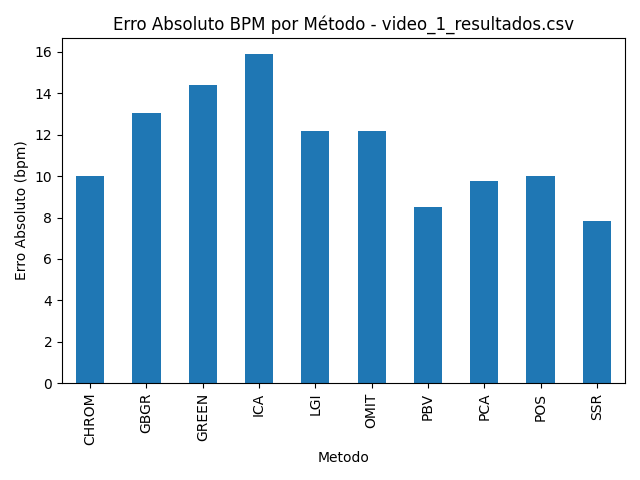 Erro Absoluto BPM por Método - video_1_resultados.csv
Erro Absoluto (bpm)
16
14
12
10
8
6
4
2
0
CHROM
GBGR
GREEN
ICA
LGI
OMIT
PBV
PCA
POS
SSR
Metodo